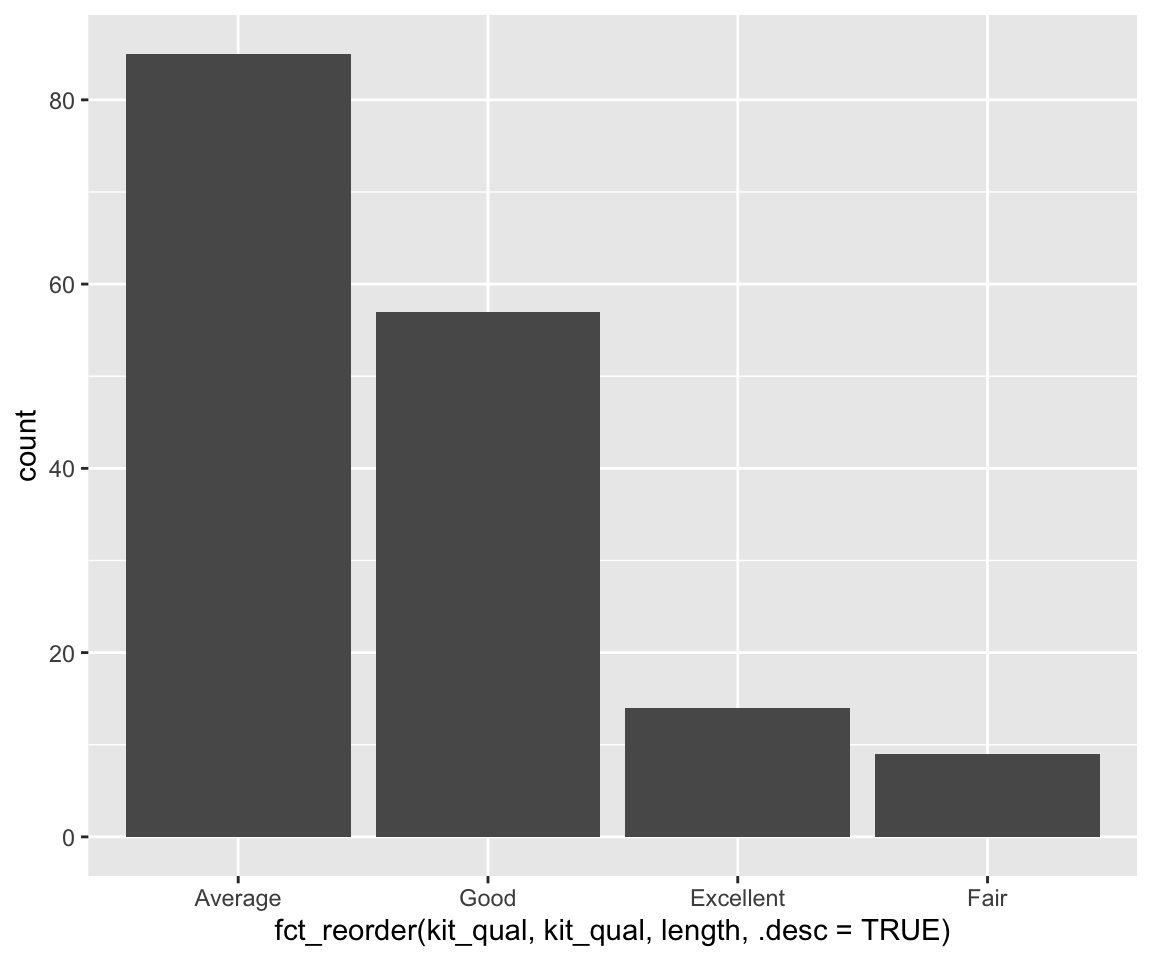 80
60
40
20
0
count
Average Good Excellent Fair
fct_reorder(kit_qual, kit_qual, length, .desc = TRUE)